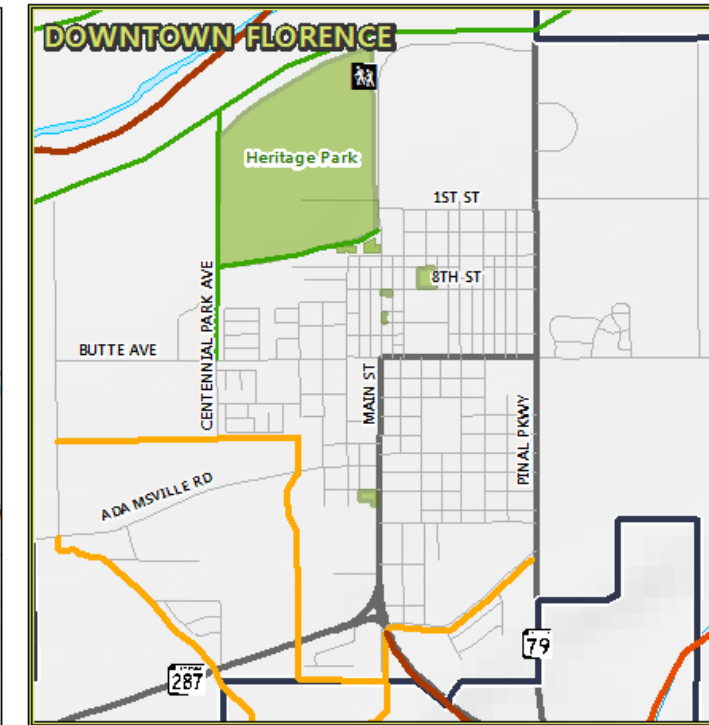 DOWNTOWN FLORENCE
Heritage Park
1ST ST
8TH ST
CENTENNIAL PARK AVE
BUTTE AVE
MAIN ST
PINAL PKWY
ADAMSVILLE RD
79
287